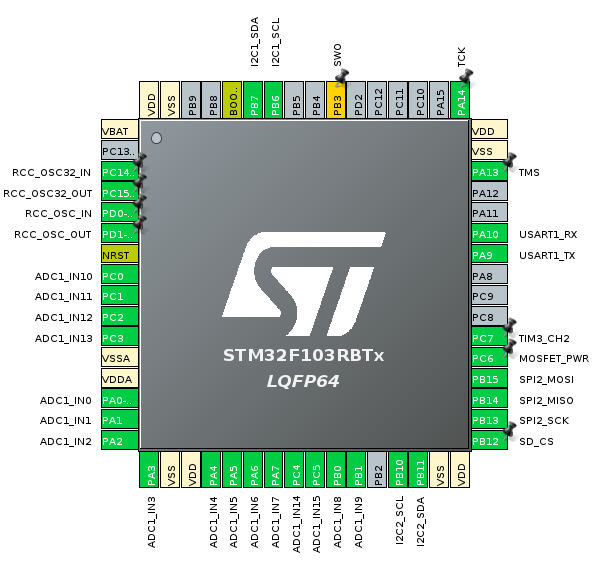 I2C1_SDA
I2C1_SCL
SWO
TCK
VDD
VSS
PB9
PB8
BOO..
PB7
PB6
PB5
PB4
PB3
PD2
PC12
PC11
PC10
PA15
PA14
VBAT
PC13..
RCC_OSC32_IN PC14..
RCC_OSC32_OUT PC15..
RCC_OSC_IN PD0-..
RCC_OSC_OUT PD1-..
NRST
ADC1_IN10 PC0
ADC1_IN11 PC1
ADC1_IN12 PC2
ADC1_IN13 PC3
VSSA
VDDA
ADC1_IN0 PA0-..
ADC1_IN1 PA1
ADC1_IN2 PA2
ST
STM32F103RBTx
LQFP64
VDD
VSS
PA13 TMS
PA12
PA11
PA10 USART1_RX
PA9 USART1_TX
PA8
PC9
PC8
PC7 TIM3_CH2
PC6 MOSFET_PWR
PB15 SPI2_MOSI
PB14 SPI2_MISO
PB13 SPI2_SCK
PB12 SD_CS
PA3
VSS
VDD
PA4
PA5
PA6
PA7
PC4
PC5
PB0
PB1
PB2
PB10
PB11
VSS
VDD
ADC1_IN3
ADC1_IN4
ADC1_IN5
ADC1_IN6
ADC1_IN7
ADC1_IN14
ADC1_IN15
ADC1_IN8
ADC1_IN9
I2C2_SCL
I2C2_SDA